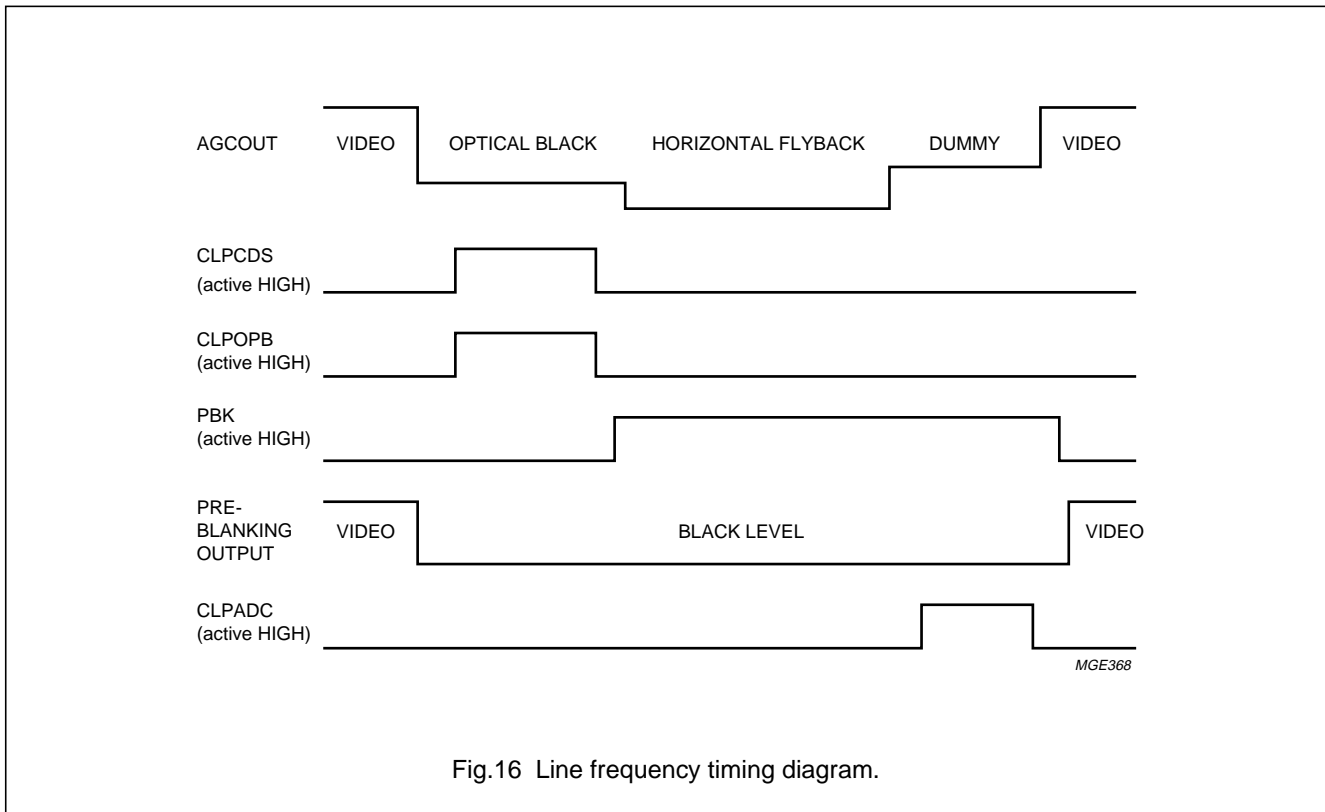 AGCOUT VIDEO OPTICAL BLACK HORIZONTAL FLYBACK DUMMY VIDEO
CLPCDS
(active HIGH)
CLPOPB
(active HIGH)
PBK
(active HIGH)
PRE-
BLANKING VIDEO BLACK LEVEL VIDEO
OUTPUT
CLPADC
(active HIGH)
MGE368
Fig.16 Line frequency timing diagram.